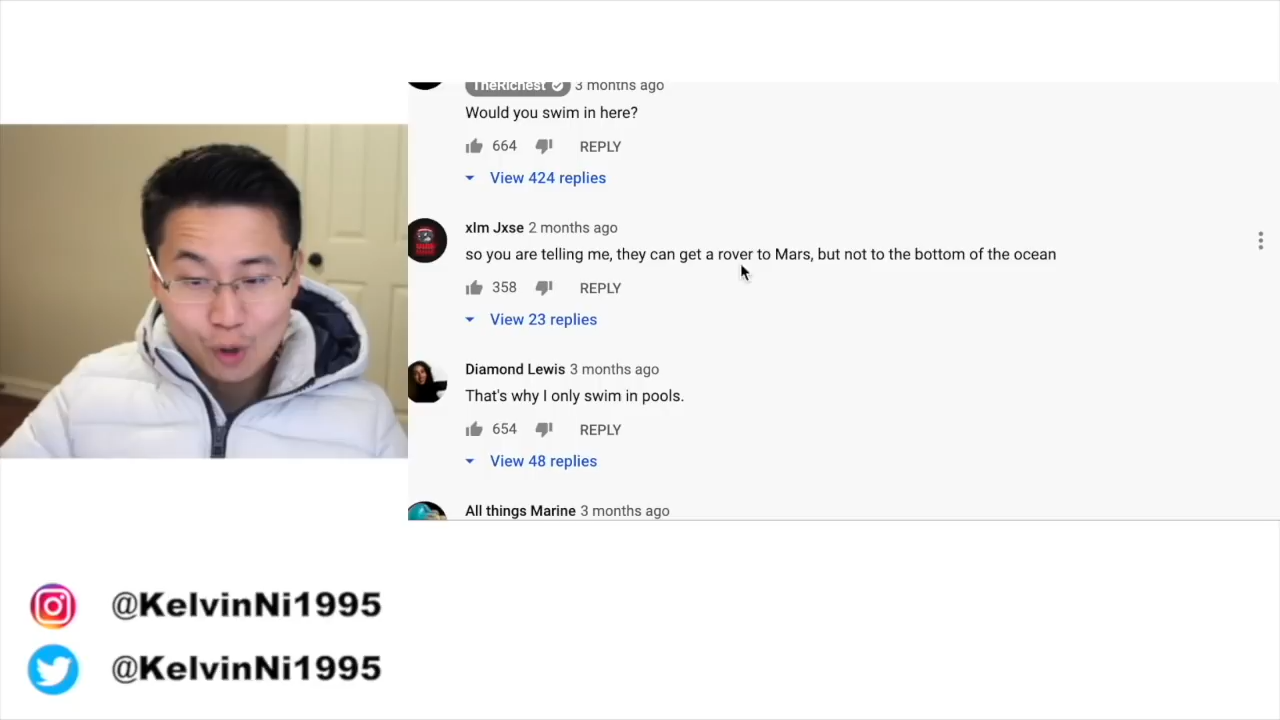 TheRichest 3 months ago
Would you swim in here?
664 REPLY
View 424 replies
xIm Jxse 2 months ago
so you are telling me, they can get a rover to Mars, but not to the bottom of the ocean
358 REPLY
View 23 replies
Diamond Lewis 3 months ago
That's why I only swim in pools.
654 REPLY
View 48 replies
All things Marine 3 months ago
@KelvinNi1995
@KelvinNi1995